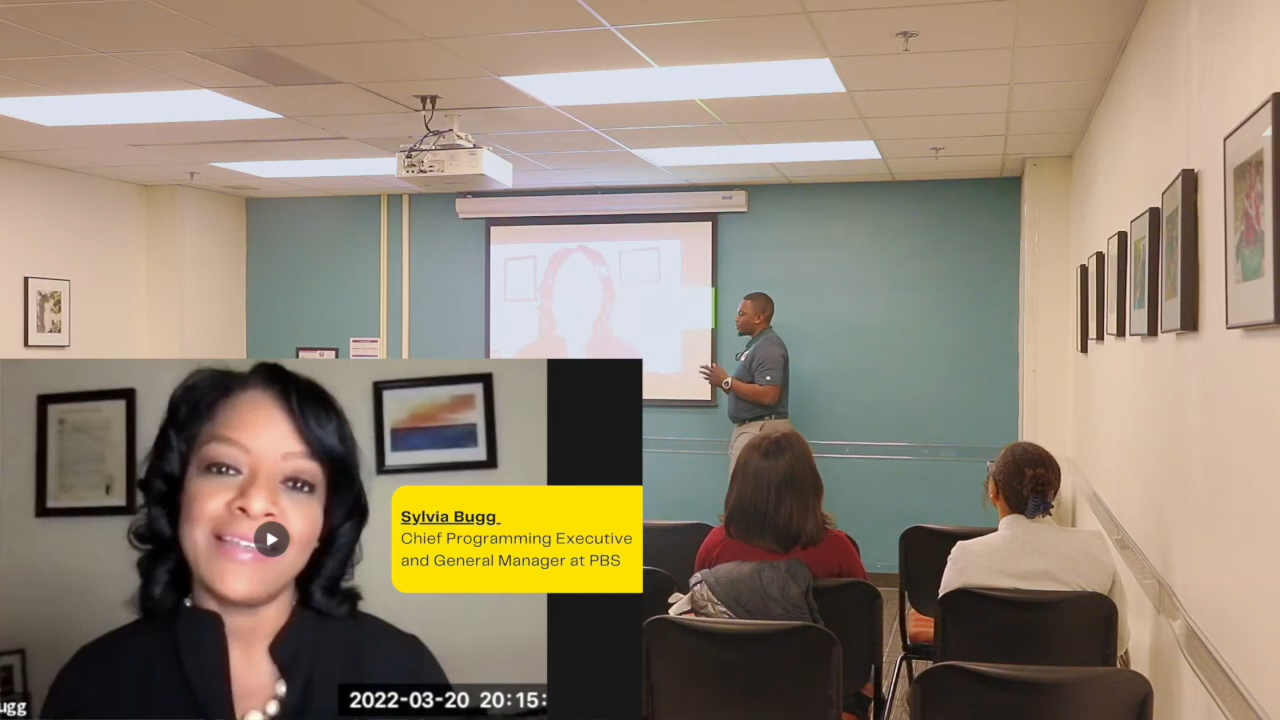 Sylvia Bugg
Chief Programming Executive
and General Manager at PBS
ugg
2022-03-20 20:15: